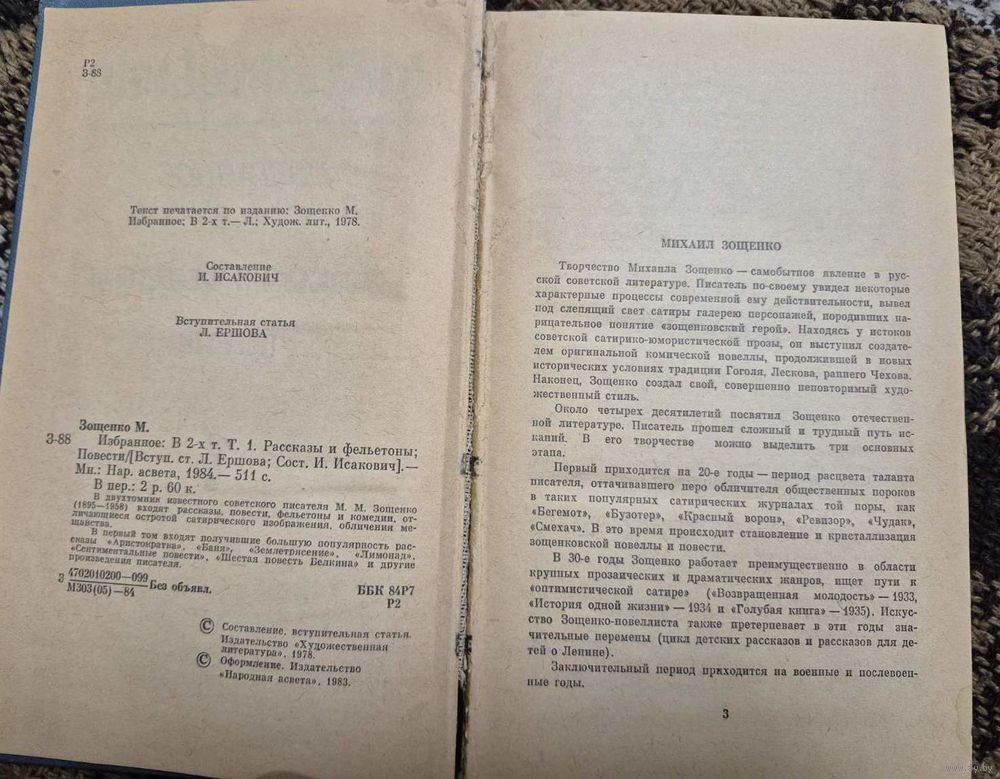 Р2
З-88
Текст печатается по изданию: Зощенко М.
Избранное: В 2-х т.— Л.: Худож. лит., 1978.
Составление
И. ИСАКОВИЧ
Вступительная статья
Л. ЕРШОВА
Зощенко М.
З-88 Избранное: В 2-х т. Т. 1. Рассказы и фельетоны;
Повести/[Вступ. ст. Л. Ершова; Сост. И. Исакович].—
Мн.: Нар. асвета, 1984.— 511 с.
В пер.: 2 р. 60 к.
В двухтомник известного советского писателя М. М. Зощенко
(1895—1958) входят рассказы, повести, фельетоны и комедии, от-
личающиеся остротой сатирического изображения, обличения ме-
щанства.
В первом том входят получившие большую популярность рас-
сказы «Аристократка», «Баня», «Землетрясение», «Лимонад»,
«Сентиментальные повести», «Шестая повесть Белкина» и другие
произведения писателя.
З 4702010200—099
М303(05)—84 Без объявл.
ББК 84Р7
Р2
© Составление, вступительная статья.
Издательство «Художественная
литература», 1978.
© Оформление. Издательство
«Народная асвета», 1983.
МИХАИЛ ЗОЩЕНКО
Творчество Михаила Зощенко — самобытное явление в рус-
ской советской литературе. Писатель по-своему увидел некоторые
характерные процессы современной ему действительности, вывел
под слепящий свет сатиры галерею персонажей, породивших на-
рицательное понятие «зощенковский герой». Находясь у истоков
советской сатирико-юмористической прозы, он выступил создате-
лем оригинальной комической новеллы, продолжившей в новых
исторических условиях традиции Гоголя, Лескова, раннего Чехова.
Наконец, Зощенко создал свой, совершенно неповторимый худо-
жественный стиль.
Около четырех десятилетий посвятил Зощенко отечествен-
ной литературе. Писатель прошел сложный и трудный путь ис-
каний. В его творчестве можно выделить три основных
этапа.
Первый приходится на 20-е годы — период расцвета таланта
писателя, оттачивавшего перо обличителя общественных пороков
в таких популярных сатирических журналах той поры, как
«Бегемот», «Бузотер», «Красный ворон», «Ревизор», «Чудак»,
«Смехач». В это время происходит становление и кристаллизация
зощенковской новеллы и повести.
В 30-е годы Зощенко работает преимущественно в области
крупных прозаических и драматических жанров, ищет пути к
«оптимистической сатире» («Возвращенная молодость» — 1933,
«История одной жизни» — 1934 и «Голубая книга» — 1935). Искус-
ство Зощенко-новеллиста также претерпевает в эти годы зна-
чительные перемены (цикл детских рассказов и рассказов для де-
тей о Ленине).
Заключительный период приходится на военные и послевоен-
ные годы.
3